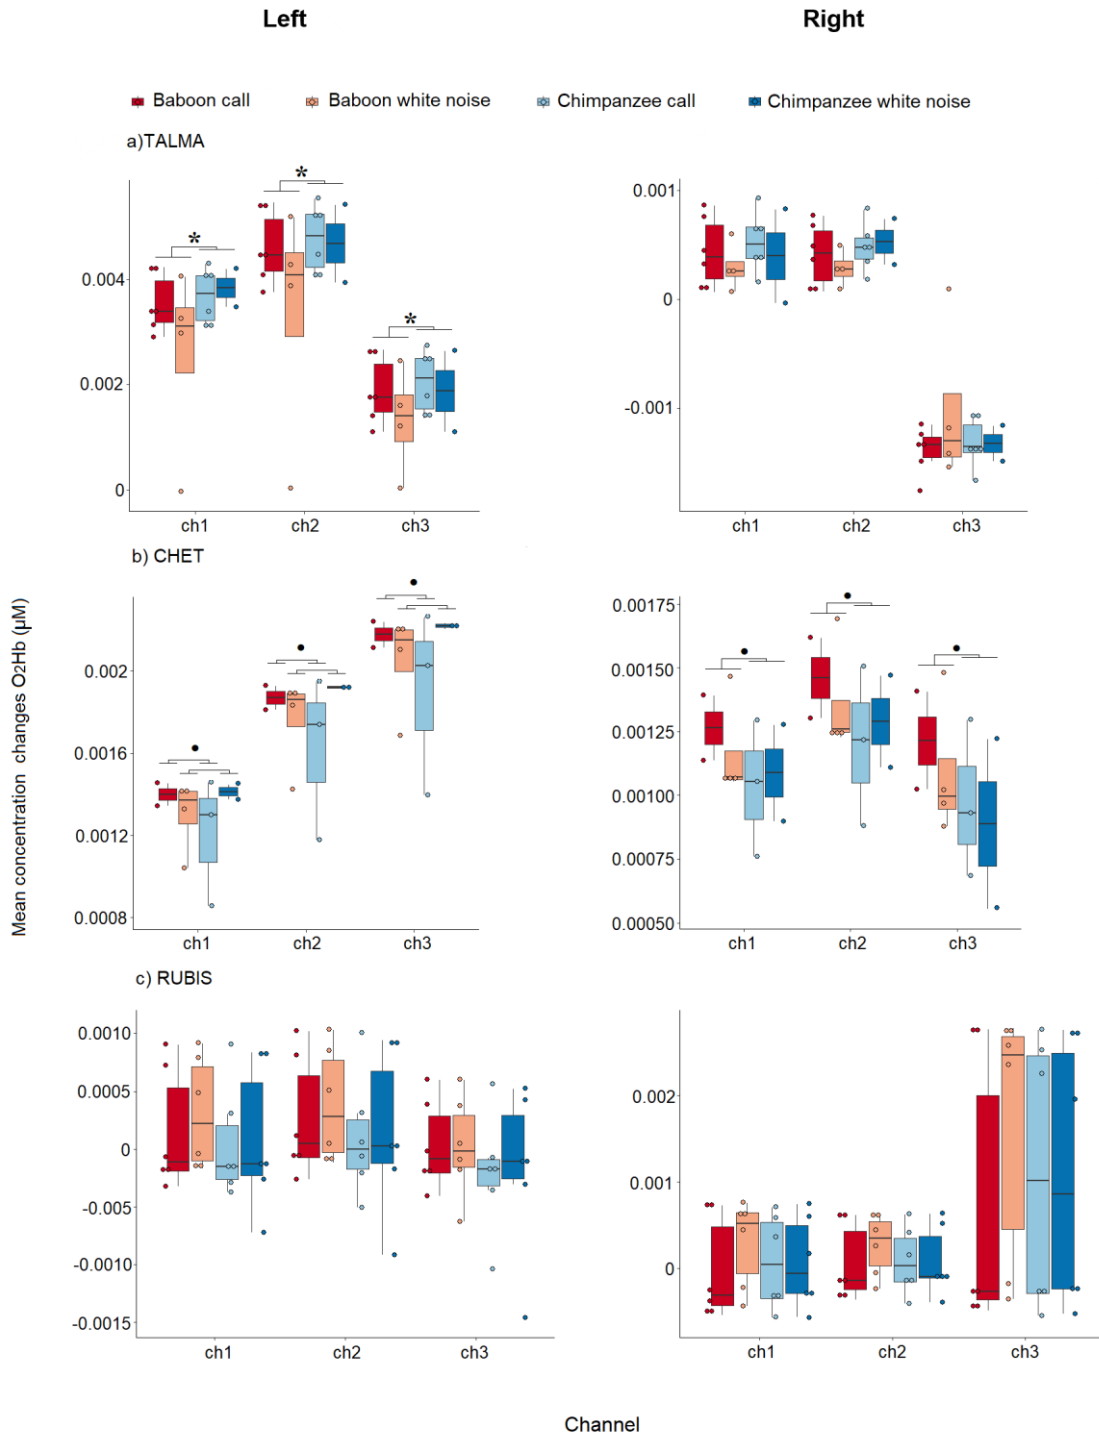 Left Right
Baboon call Baboon white noise Chimpanzee call Chimpanzee white noise
a)TALMA
0.004
0.002
0
ch1 ch2 ch3
0.001
0
-0.001
ch1 ch2 ch3
b) CHET
Mean concentration changes O2Hb (µM)
0.002
0.0016
0.0012
0.0008
ch1 ch2 ch3
0.00175
0.00150
0.00125
0.00100
0.00075
0.00050
ch1 ch2 ch3
c) RUBIS
0.0010
0.0005
0
-0.005
-0.0010
-0.0015
ch1 ch2 ch3
0.002
0.001
0
ch1 ch2 ch3
Channel